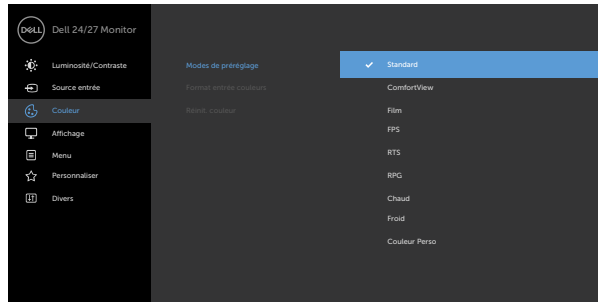 DELL Dell 24/27 Monitor
Luminosité/Contraste
Source entrée
Couleur
Affichage
Menu
Personnaliser
Divers
Modes de préréglage
Format entrée couleurs
Réinit. couleur
Standard
ComfortView
Film
FPS
RTS
RPG
Chaud
Froid
Couleur Perso